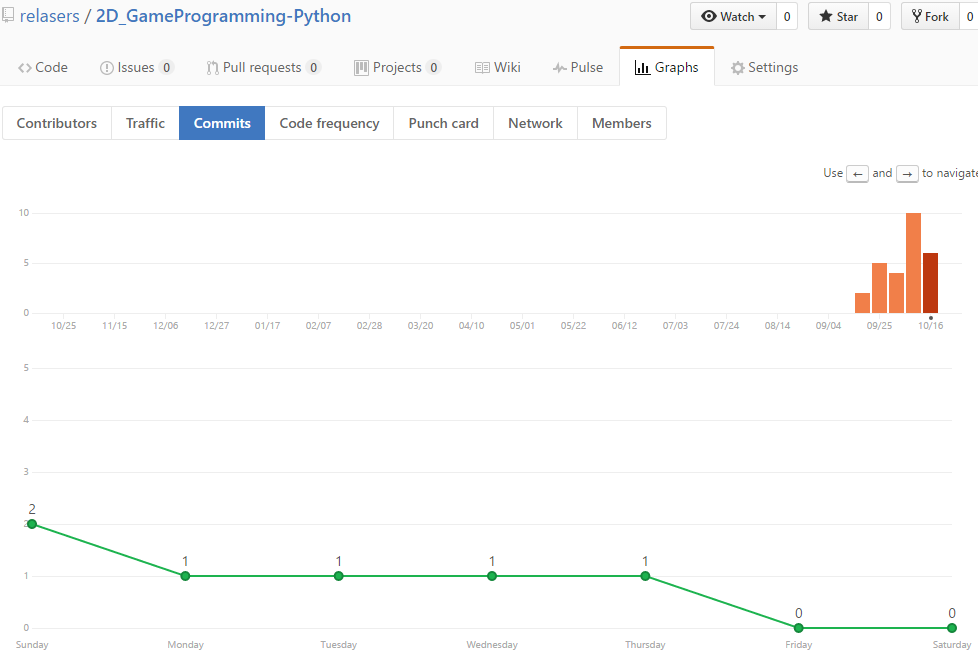 relasers / 2D_GameProgramming-Python Watch 0 Star 0 Fork 0
Code Issues 0 Pull requests 0 Projects 0 Wiki Pulse Graphs Settings
Contributors Traffic Commits Code frequency Punch card Network Members
Use ← and → to navigate
10
5
0
10/25 11/15 12/06 12/27 01/17 02/07 02/28 03/20 04/10 05/01 05/22 06/12 07/03 07/24 08/14 09/04 09/25 10/16
5
4
3
2
2
1 1 1 1
1
0 0
0
Sunday Monday Tuesday Wednesday Thursday Friday Saturday